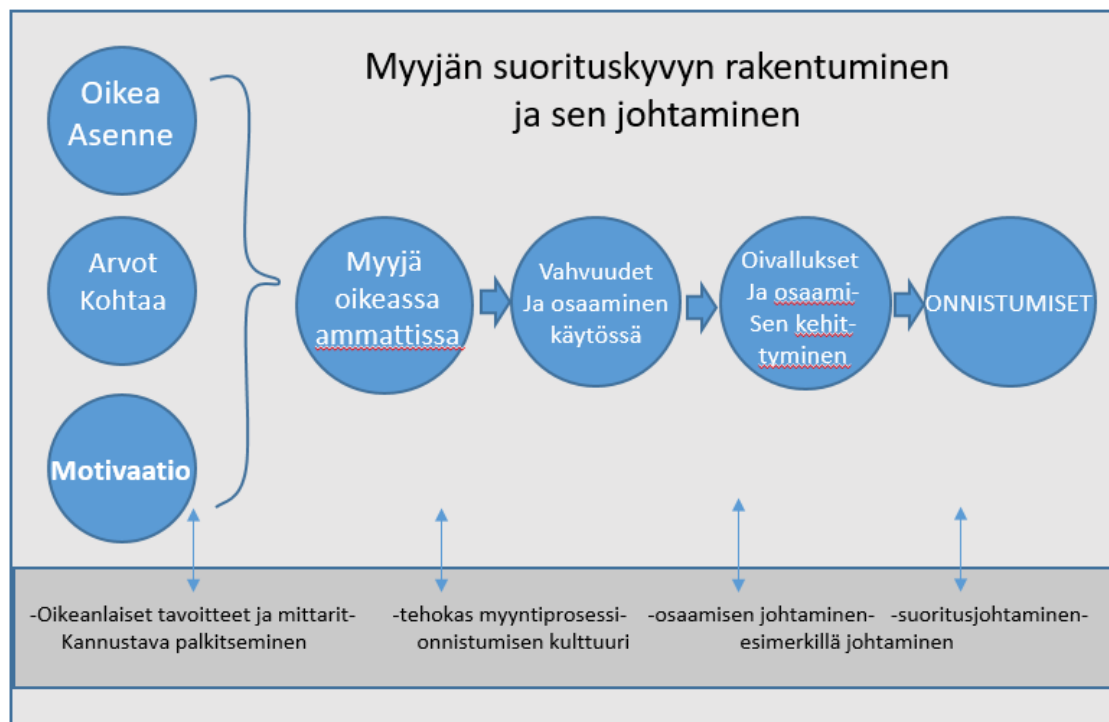 Myyjän suorituskyvyn rakentuminen
ja sen johtaminen
Oikea
Asenne
Arvot
Kohtaa
Motivaatio
Myyjä
oikeassa
ammattissa
Vahvuudet
Ja osaaminen
käytössä
Oivallukset
Ja osaami-
Sen kehit-
tyminen
ONNISTUMISET
-Oikeanlaiset tavoitteet ja mittarit-
Kannustava palkitseminen
-tehokas myyntiprosessi-
onnistumisen kulttuuri
-osaamisen johtaminen-
esimerkillä johtaminen
-suoritusjohtaminen-